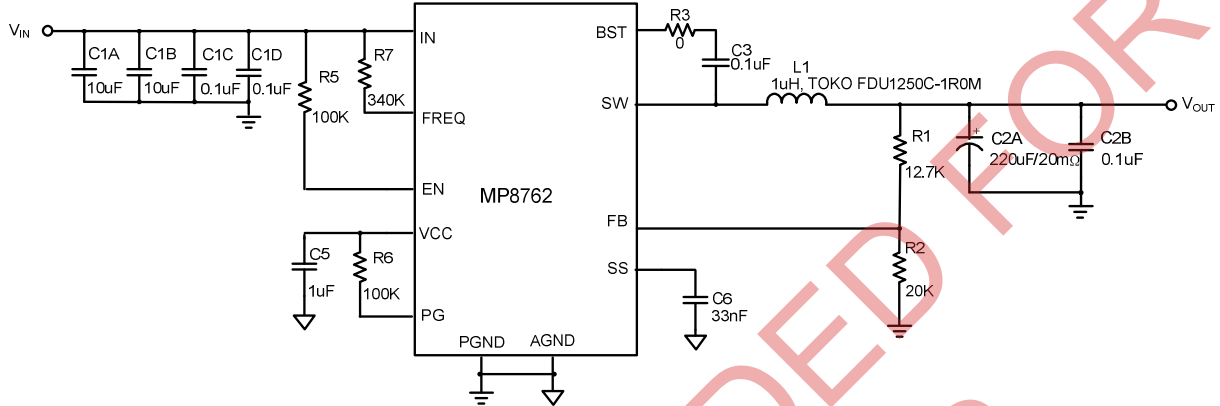 V_IN
C1A
10uF
C1B
10uF
C1C
0.1uF
C1D
0.1uF
R5
100K
R7
340K
IN
FREQ
EN
VCC
PG
C5
1uF
R6
100K
MP8762
PGND
AGND
BST
SW
FB
SS
R3
0
C3
0.1uF
L1
1uH, TOKO FDU1250C-1R0M
R1
12.7K
R2
20K
C6
33nF
+
C2A
220uF/20mΩ
C2B
0.1uF
V_OUT
DED FOR